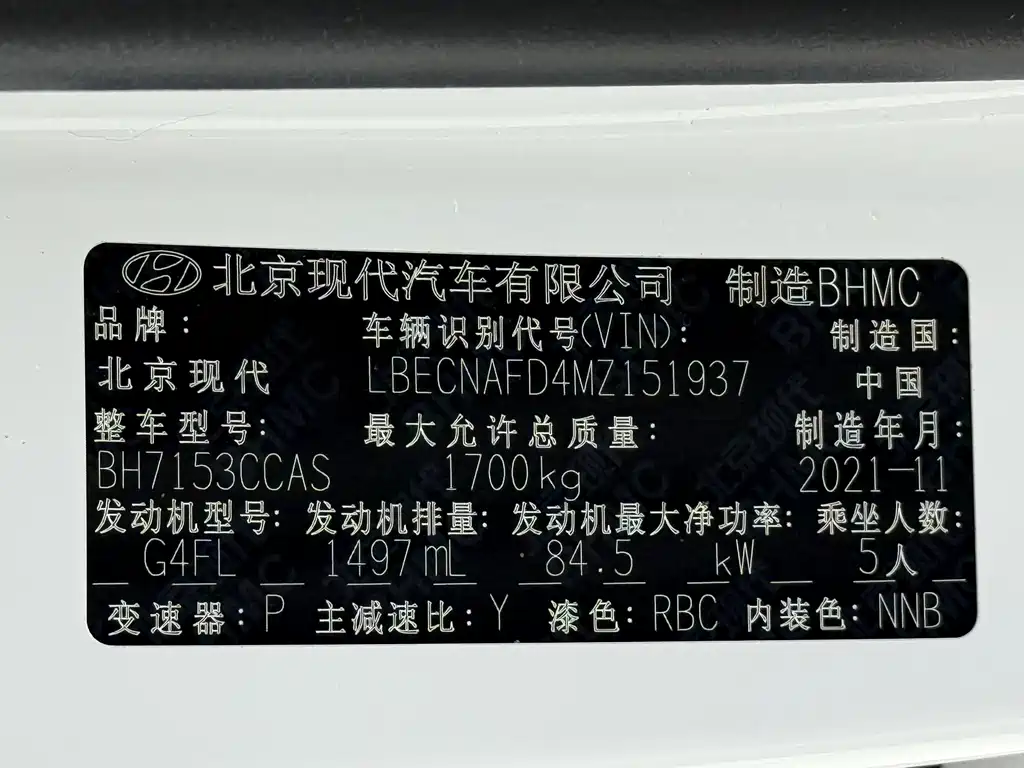 北京现代汽车有限公司 制造BHMC
品牌: 车辆识别代号(VIN): 制造国:
北京现代 LBECNAFD4MZ151937 中国
整车型号: 最大允许总质量: 制造年月:
BH7153CCAS 1700kg 2021-11
发动机型号: 发动机排量: 发动机最大净功率: 乘坐人数:
G4FL 1497mL 84.5 kW 5人
变速器: P 主减速比: Y 漆色: RBC 内装色: NNB